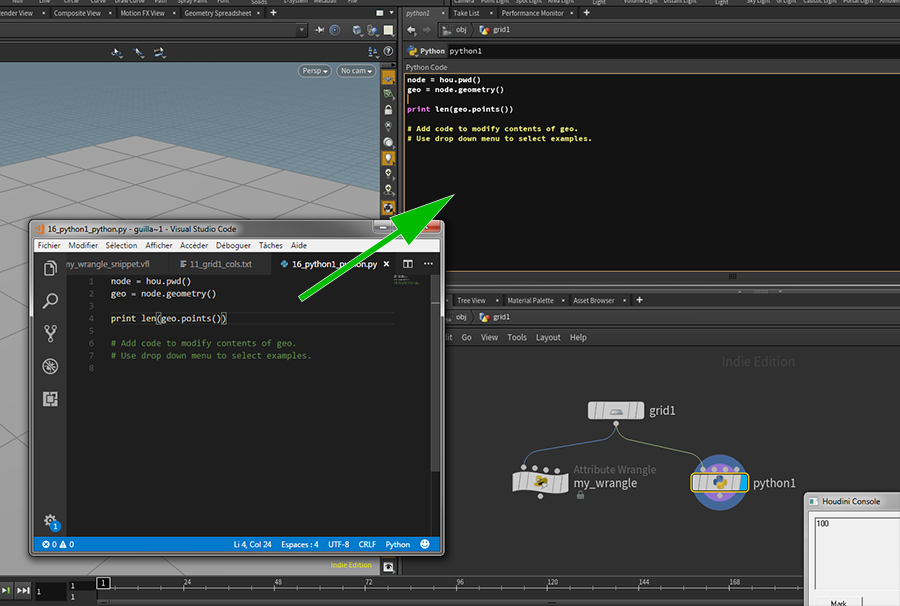 Render View
Composite View
Motion FX View
Geometry Spreadsheet
python1
Take List
Performance Monitor
obj
grid1
Python python1
Persp
No cam
Python Code
node = hou.pwd()
geo = node.geometry()
print len(geo.points())
# Add code to modify contents of geo.
# Use drop down menu to select examples.
16_python1_python.py - guilla~1 - Visual Studio Code
Fichier Modifier Sélection Afficher Accéder Déboguer Tâches Aide
my_wrangle_snippet.vfl
11_grid1_cols.txt
16_python1_python.py
1 node = hou.pwd()
2 geo = node.geometry()
3
4 print len(geo.points())
5
6 # Add code to modify contents of geo.
7 # Use drop down menu to select examples.
8
1
0 0
Ln 4, Col 24 Espaces : 4 UTF-8 CRLF Python
Indie Edition
Tree View
Material Palette
Asset Browser
obj
grid1
Go View Tools Layout Help
Indie Edition
grid1
Attribute Wrangle
my_wrangle
python1
Houdini Console
100
Mark
1
1
1
1
24 48 72 96 120 144 168